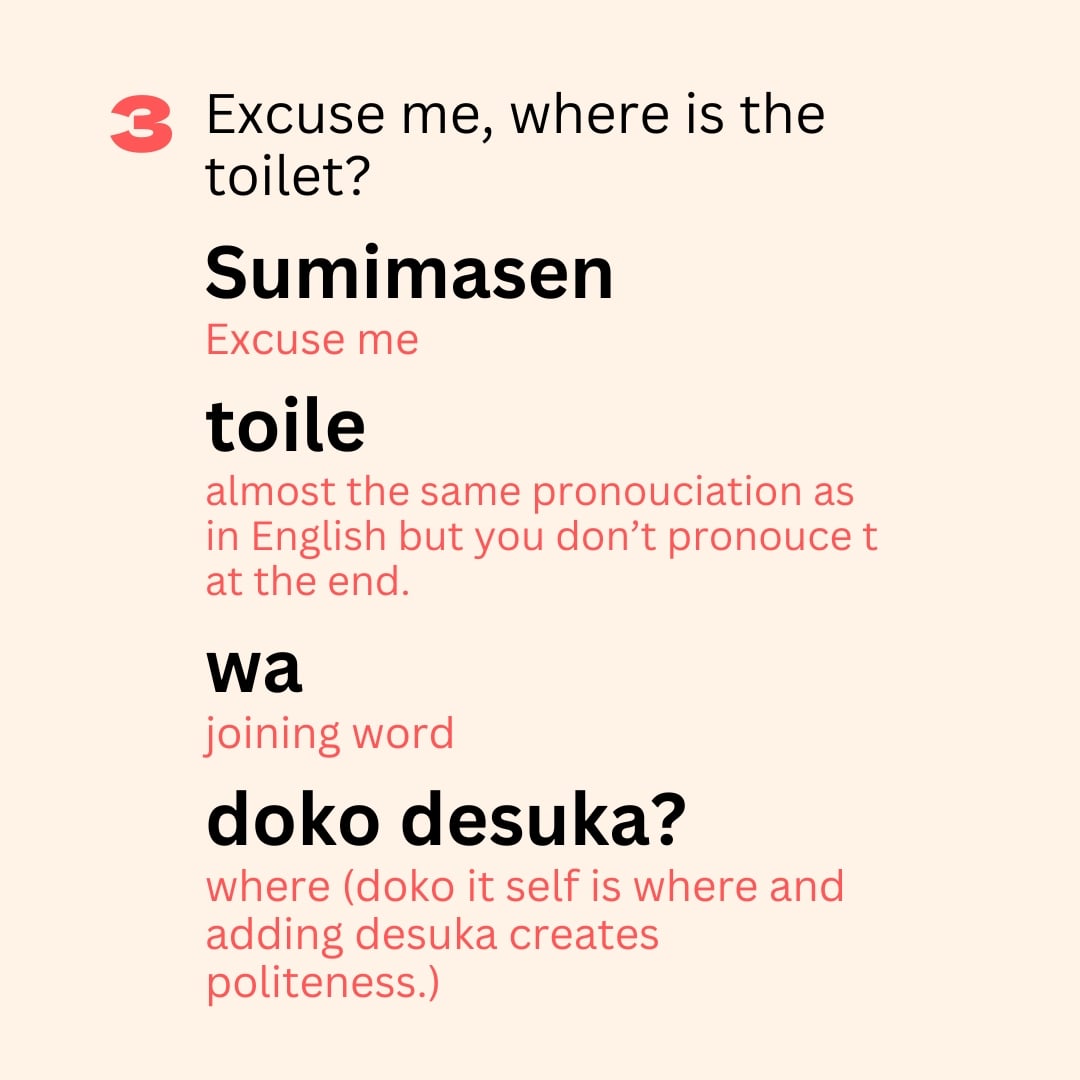 3 Excuse me, where is the
toilet?
Sumimasen
Excuse me
toile
almost the same pronouciation as
in English but you don’t pronouce t
at the end.
wa
joining word
doko desuka?
where (doko it self is where and
adding desuka creates
politeness.)